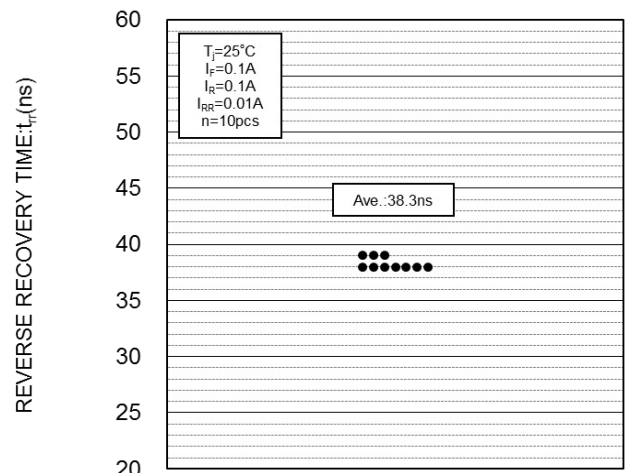 REVERSE RECOVERY TIME:trr(ns)
60
55
50
45
40
35
30
25
20
Tj=25°C
IF=0.1A
IR=0.1A
IRR=0.01A
n=10pcs
Ave.:38.3ns